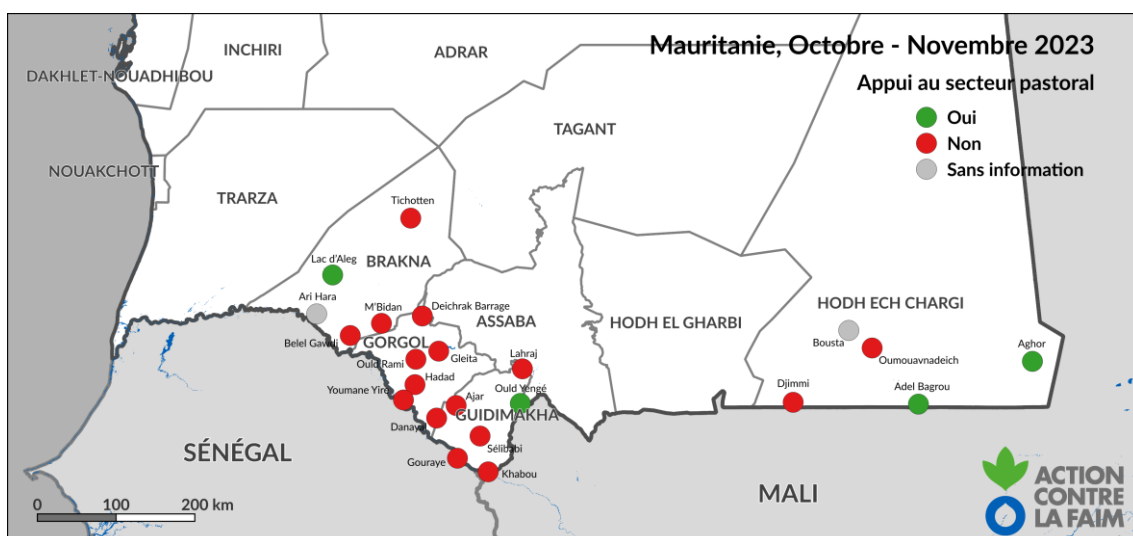 Mauritanie, Octobre - Novembre 2023
Appui au secteur pastoral
Oui
Non
Sans information
INCHIRI
ADRAR
DAKHLET-NOUADHIBOU
TAGANT
NOUAKCHOTT
TRARZA
Tichotten
Lac d'Aleg
BRAKNA
Ari Hara
M'Bidan
Deichrak Barrage
ASSABA
HODH EL GHARBI
HODH ECH CHARGI
Belel Gawdi
GORGOL
Gleita
Ould Rami
Lahraj
Bousta
Oumouavnadeich
Aghor
Hadad
Youmane Yiré
Ould Yengé
Djimmi
Adel Bagrou
Ajar
GUIDIMAKHA
Danayal
Sélibabi
Gouraye
Khabou
SÉNÉGAL
MALI
0 100 200 km
ACTION
CONTRE
LA FAIM